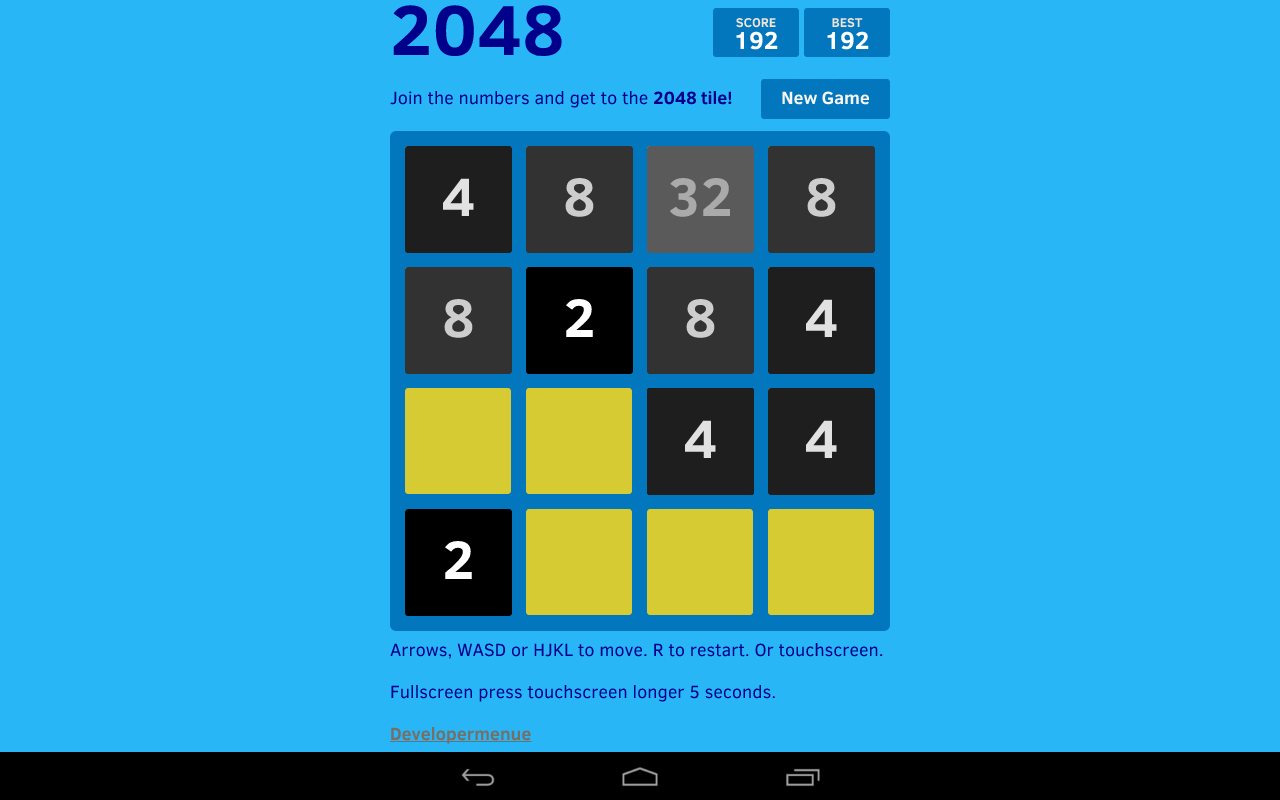 2048
SCORE
192
BEST
192
Join the numbers and get to the 2048 tile!
New Game
4 8 32 8
8 2 8 4
4 4
2
Arrows, WASD or HJKL to move. R to restart. Or touchscreen.
Fullscreen press touchscreen longer 5 seconds.
Developermenue